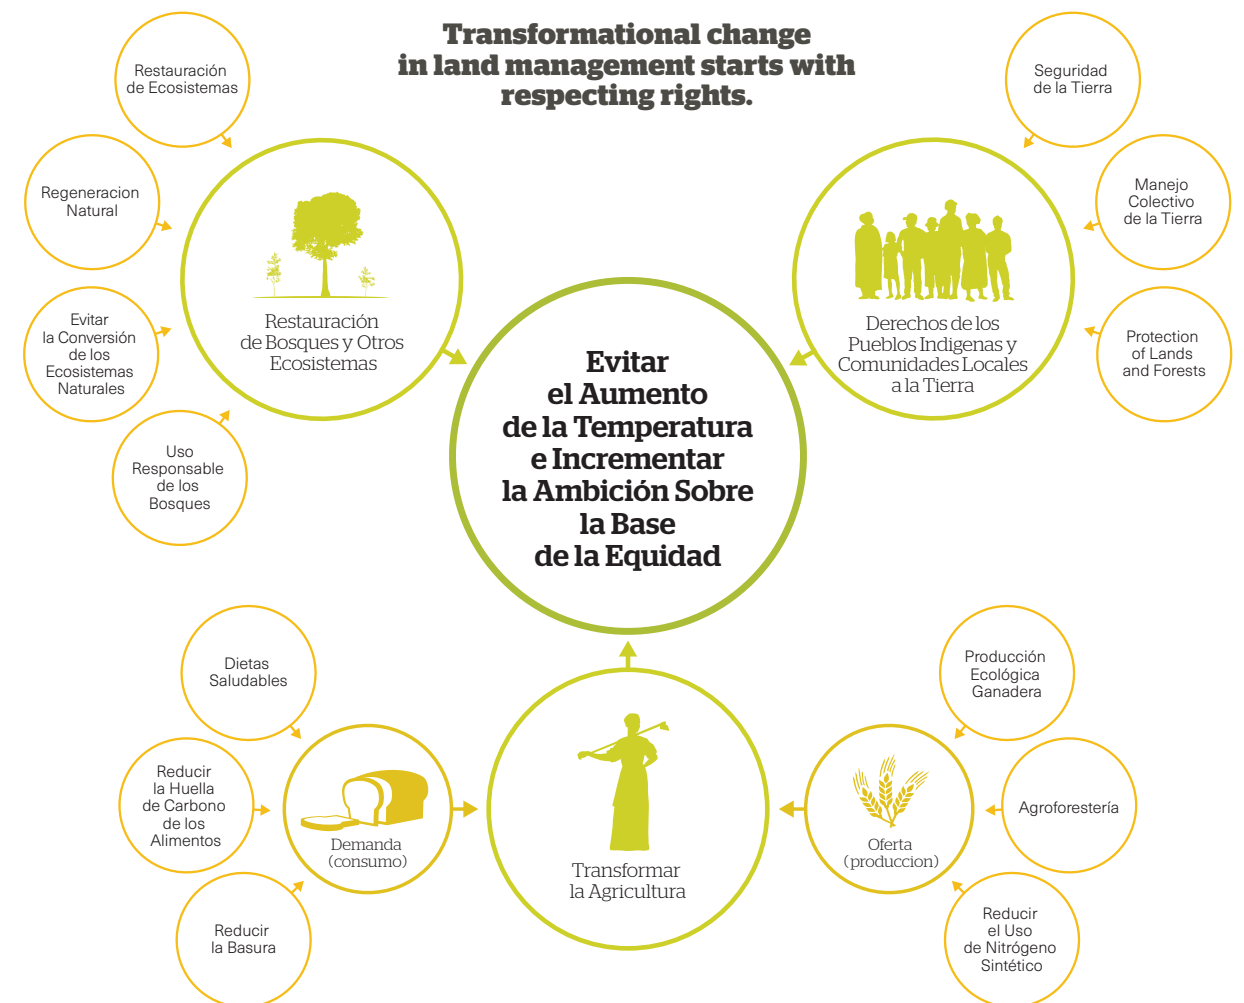 Transformational change
in land management starts with
respecting rights.
Restauración
de Ecosistemas
Regeneracion
Natural
Evitar
la Conversión
de los
Ecosistemas
Naturales
Uso
Responsable
de los
Bosques
Restauración
de Bosques y Otros
Ecosistemas
Seguridad
de la Tierra
Manejo
Colectivo
de la Tierra
Protection
of Lands
and Forests
Derechos de los
Pueblos Indigenas y
Comunidades Locales
a la Tierra
Evitar
el Aumento
de la Temperatura
e Incrementar
la Ambición Sobre
la Base
de la Equidad
Dietas
Saludables
Reducir
la Huella
de Carbono
de los
Alimentos
Reducir
la Basura
Demanda
(consumo)
Transformar
la Agricultura
Oferta
(produccion)
Producción
Ecológica
Ganadera
Agroforestería
Reducir
el Uso
de Nitrógeno
Sintético